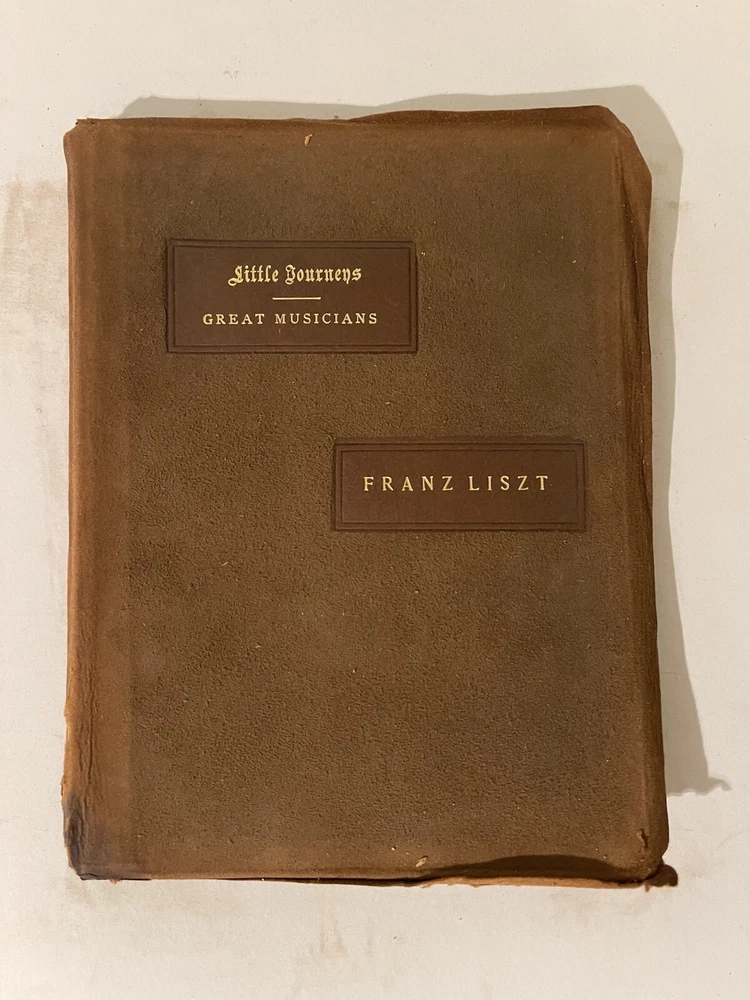 Little Journeys
GREAT MUSICIANS
FRANZ LISZT